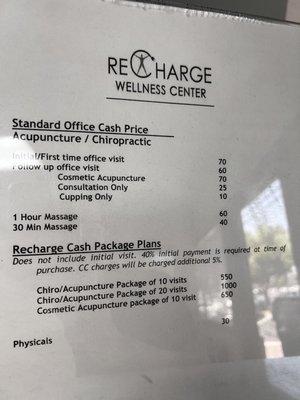 RECHARGE
WELLNESS CENTER
Standard Office Cash Price
Acupuncture / Chiropractic
Initial/First time office visit 70
Follow up office visit 60
Cosmetic Acupuncture 70
Consultation Only 25
Cupping Only 10
1 Hour Massage 60
30 Min Massage 40
Recharge Cash Package Plans
Does not include initial visit. 40% initial payment is required at time of
purchase. CC charges will be charged additional 5%.
Chiro/Acupuncture Package of 10 visits 550
Chiro/Acupuncture Package of 20 visits 1000
Cosmetic Acupuncture package of 10 visit 650
30
Physicals